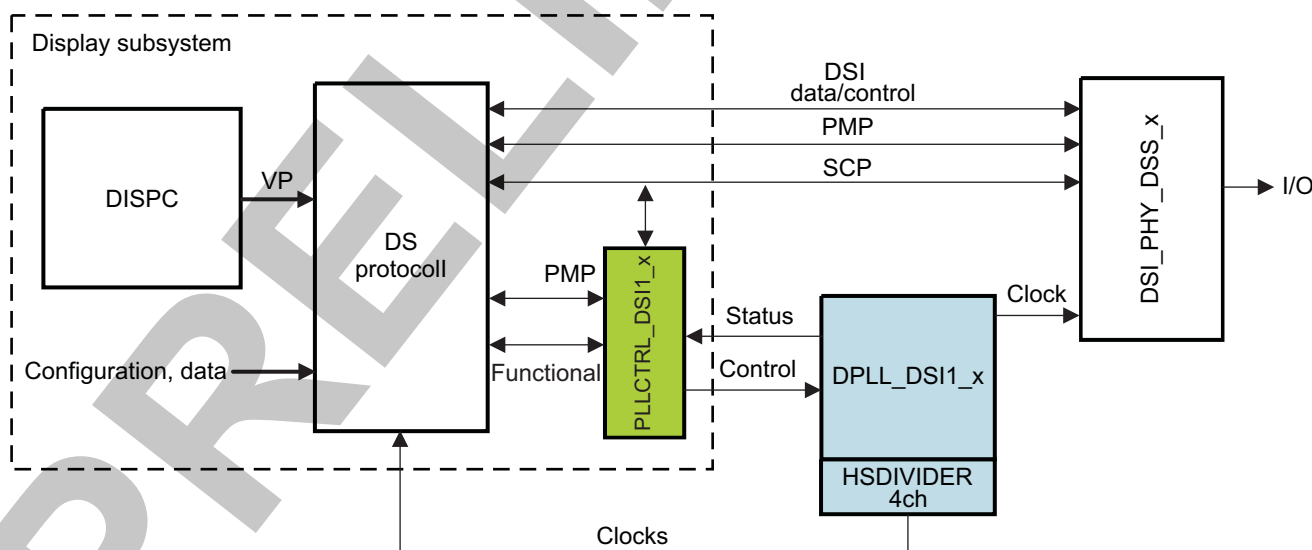 Display subsystem
DSI
data/control
PMP
SCP
DISPC
VP
DS
protocolI
PMP
Functional
Configuration, data
PLLCTRL_DSI1_x
Status
Control
DPLL_DSI1_x
HSDIVIDER
4ch
Clock
DSI_PHY_DSS_x
I/O
Clocks
PRELI